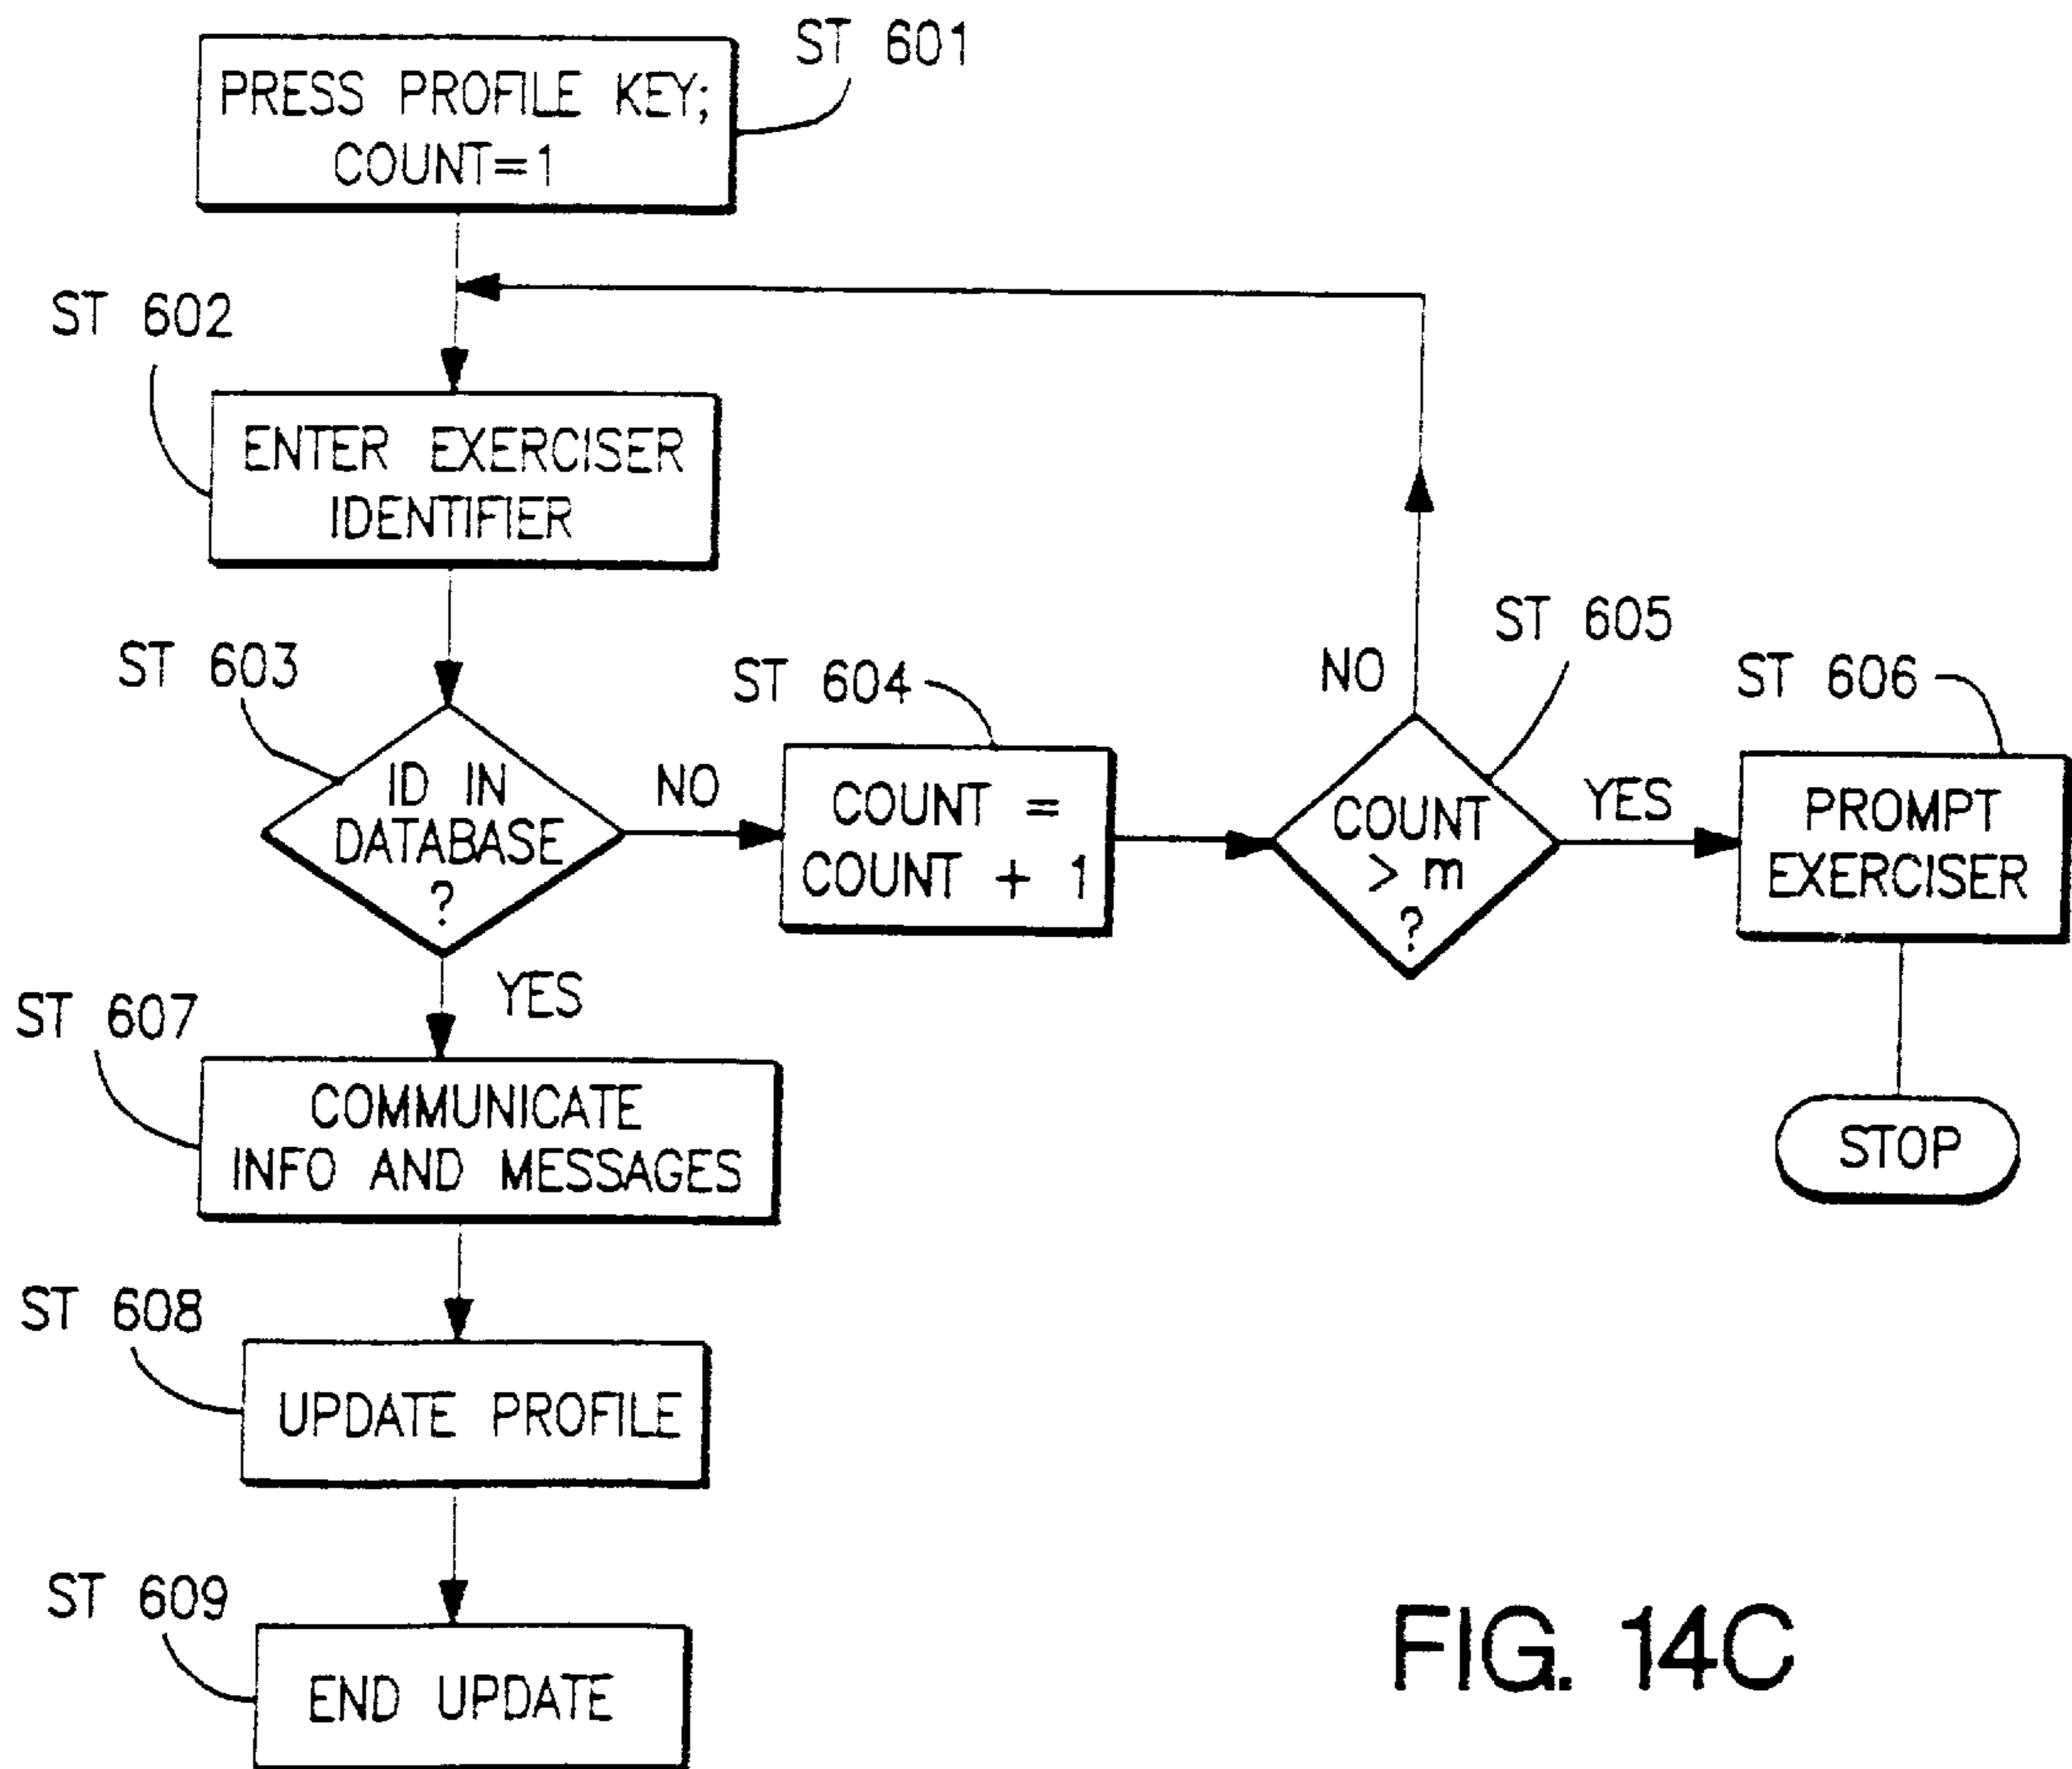 ST 601
PRESS PROFILE KEY;
COUNT=1
ST 602
ENTER EXERCISER
IDENTIFIER
ST 603
ID IN
DATABASE
?
NO
YES
ST 604
COUNT =
COUNT + 1
ST 605
COUNT
> m
?
NO
YES
ST 606
PROMPT
EXERCISER
STOP
ST 607
COMMUNICATE
INFO AND MESSAGES
ST 608
UPDATE PROFILE
ST 609
END UPDATE
FIG. 14C